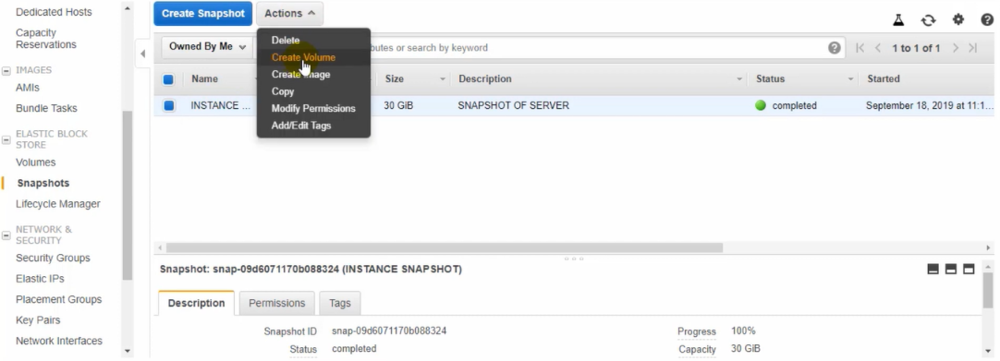 Dedicated Hosts
Capacity
Reservations
IMAGES
AMIs
Bundle Tasks
ELASTIC BLOCK
STORE
Volumes
Snapshots
Lifecycle Manager
NETWORK &
SECURITY
Security Groups
Elastic IPs
Placement Groups
Key Pairs
Network Interfaces
Create Snapshot Actions
Owned By Me butes or search by keyword 1 to 1 of 1
Delete
Create Volume
Create Image
Copy
Modify Permissions
Add/Edit Tags
Name Size Description Status Started
INSTANCE ... 30 GiB SNAPSHOT OF SERVER completed September 18, 2019 at 11:1...
Snapshot: snap-09d6071170b088324 (INSTANCE SNAPSHOT)
Description Permissions Tags
Snapshot ID snap-09d6071170b088324 Progress 100%
Status completed Capacity 30 GiB